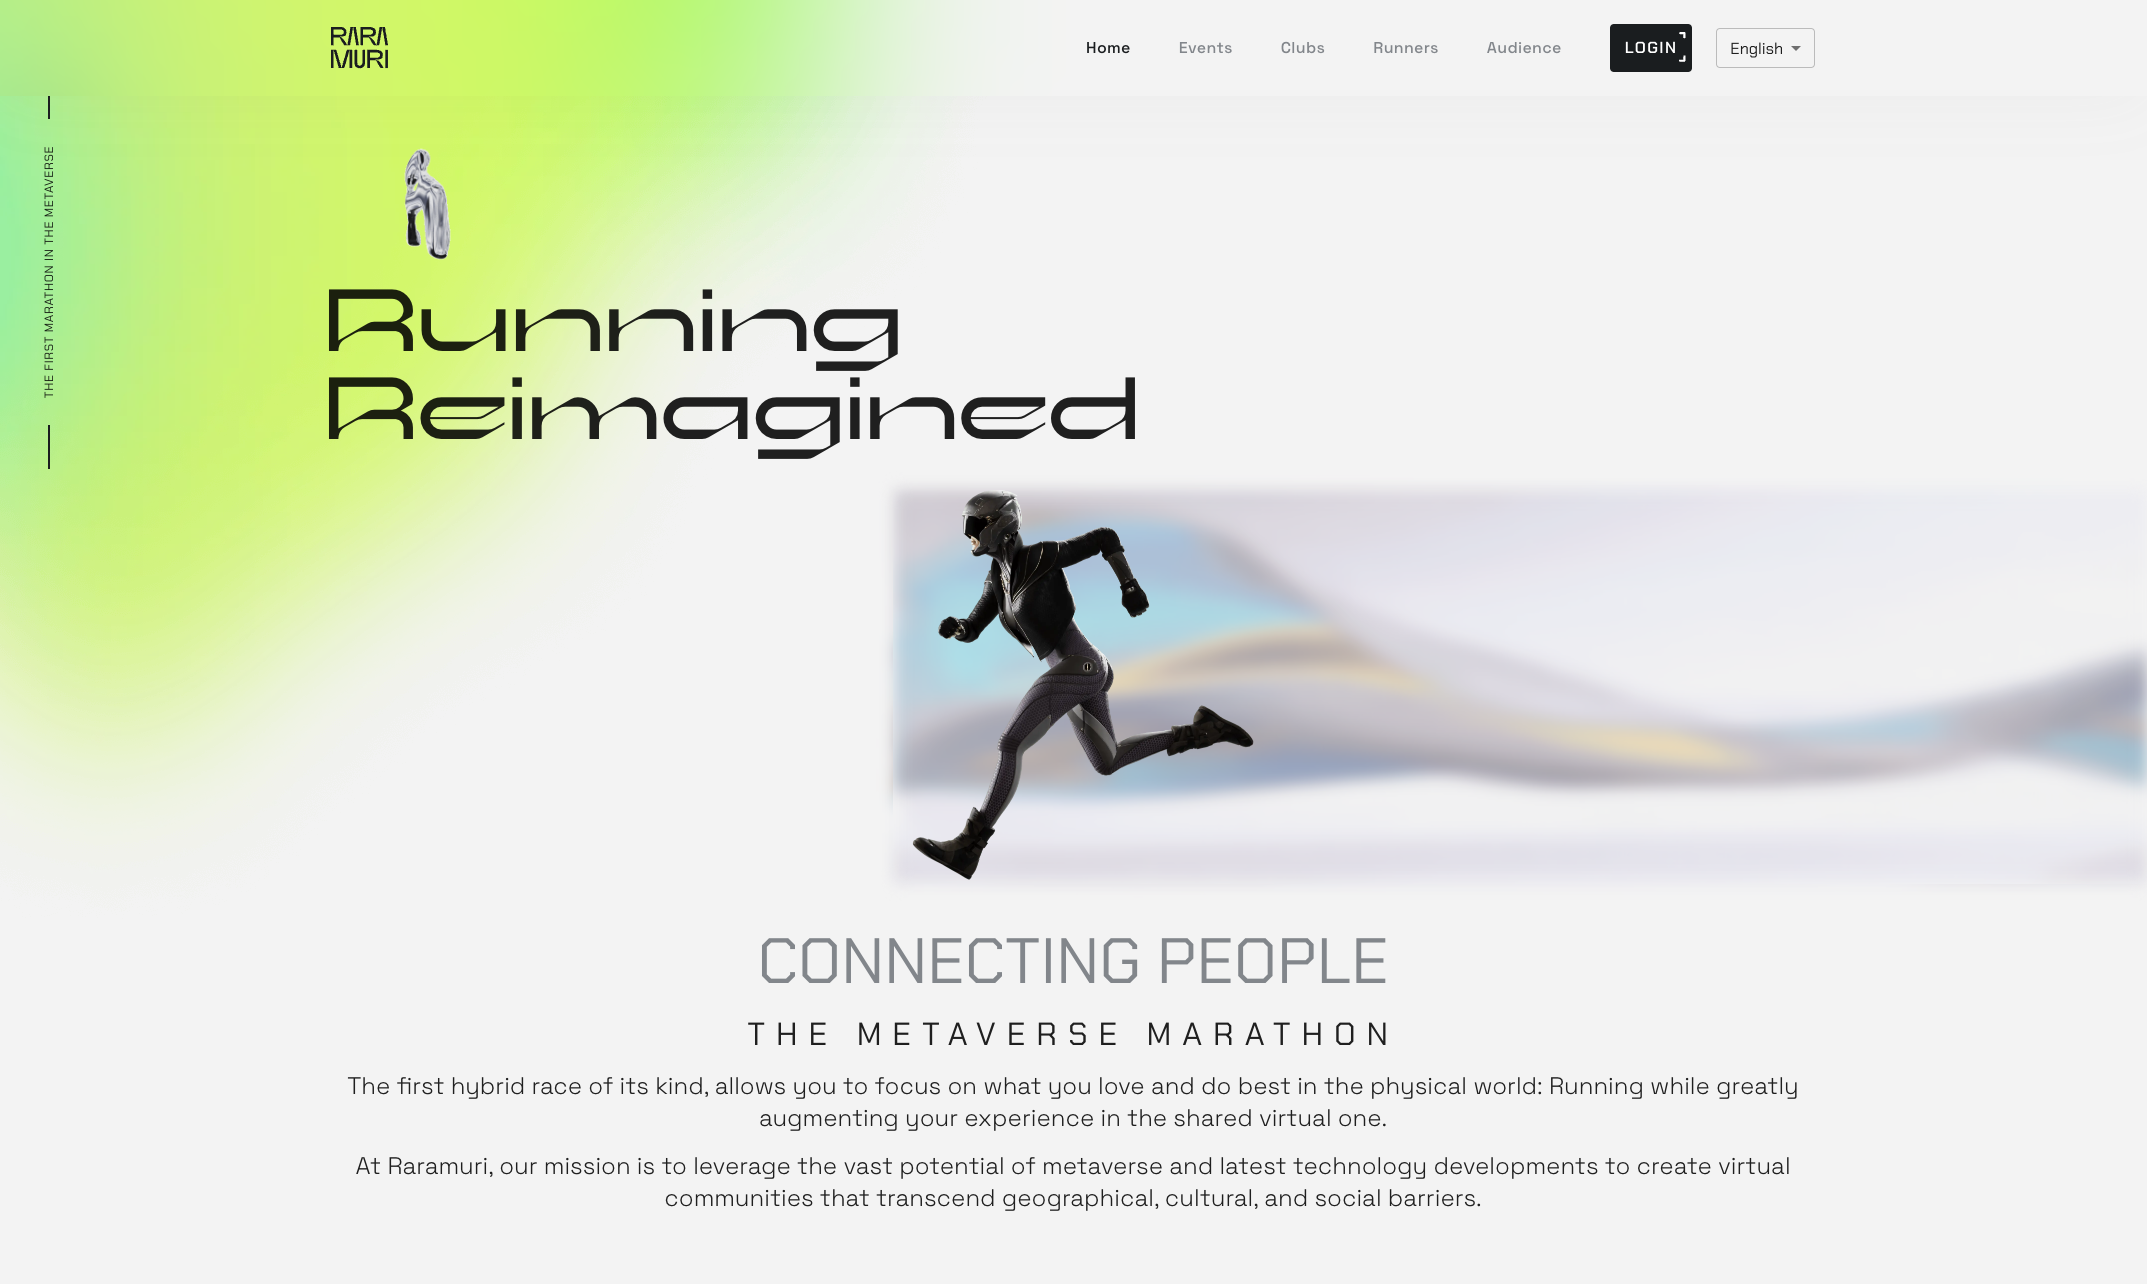 RARA
MURI
Home
Events
Clubs
Runners
Audience
LOGIN
English
THE FIRST MARATHON IN THE METAVERSE
Running
Reimagined
CONNECTING PEOPLE
THE METAVERSE MARATHON
The first hybrid race of its kind, allows you to focus on what you love and do best in the physical world: Running while greatly
augmenting your experience in the shared virtual one.
At Raramuri, our mission is to leverage the vast potential of metaverse and latest technology developments to create virtual
communities that transcend geographical, cultural, and social barriers.